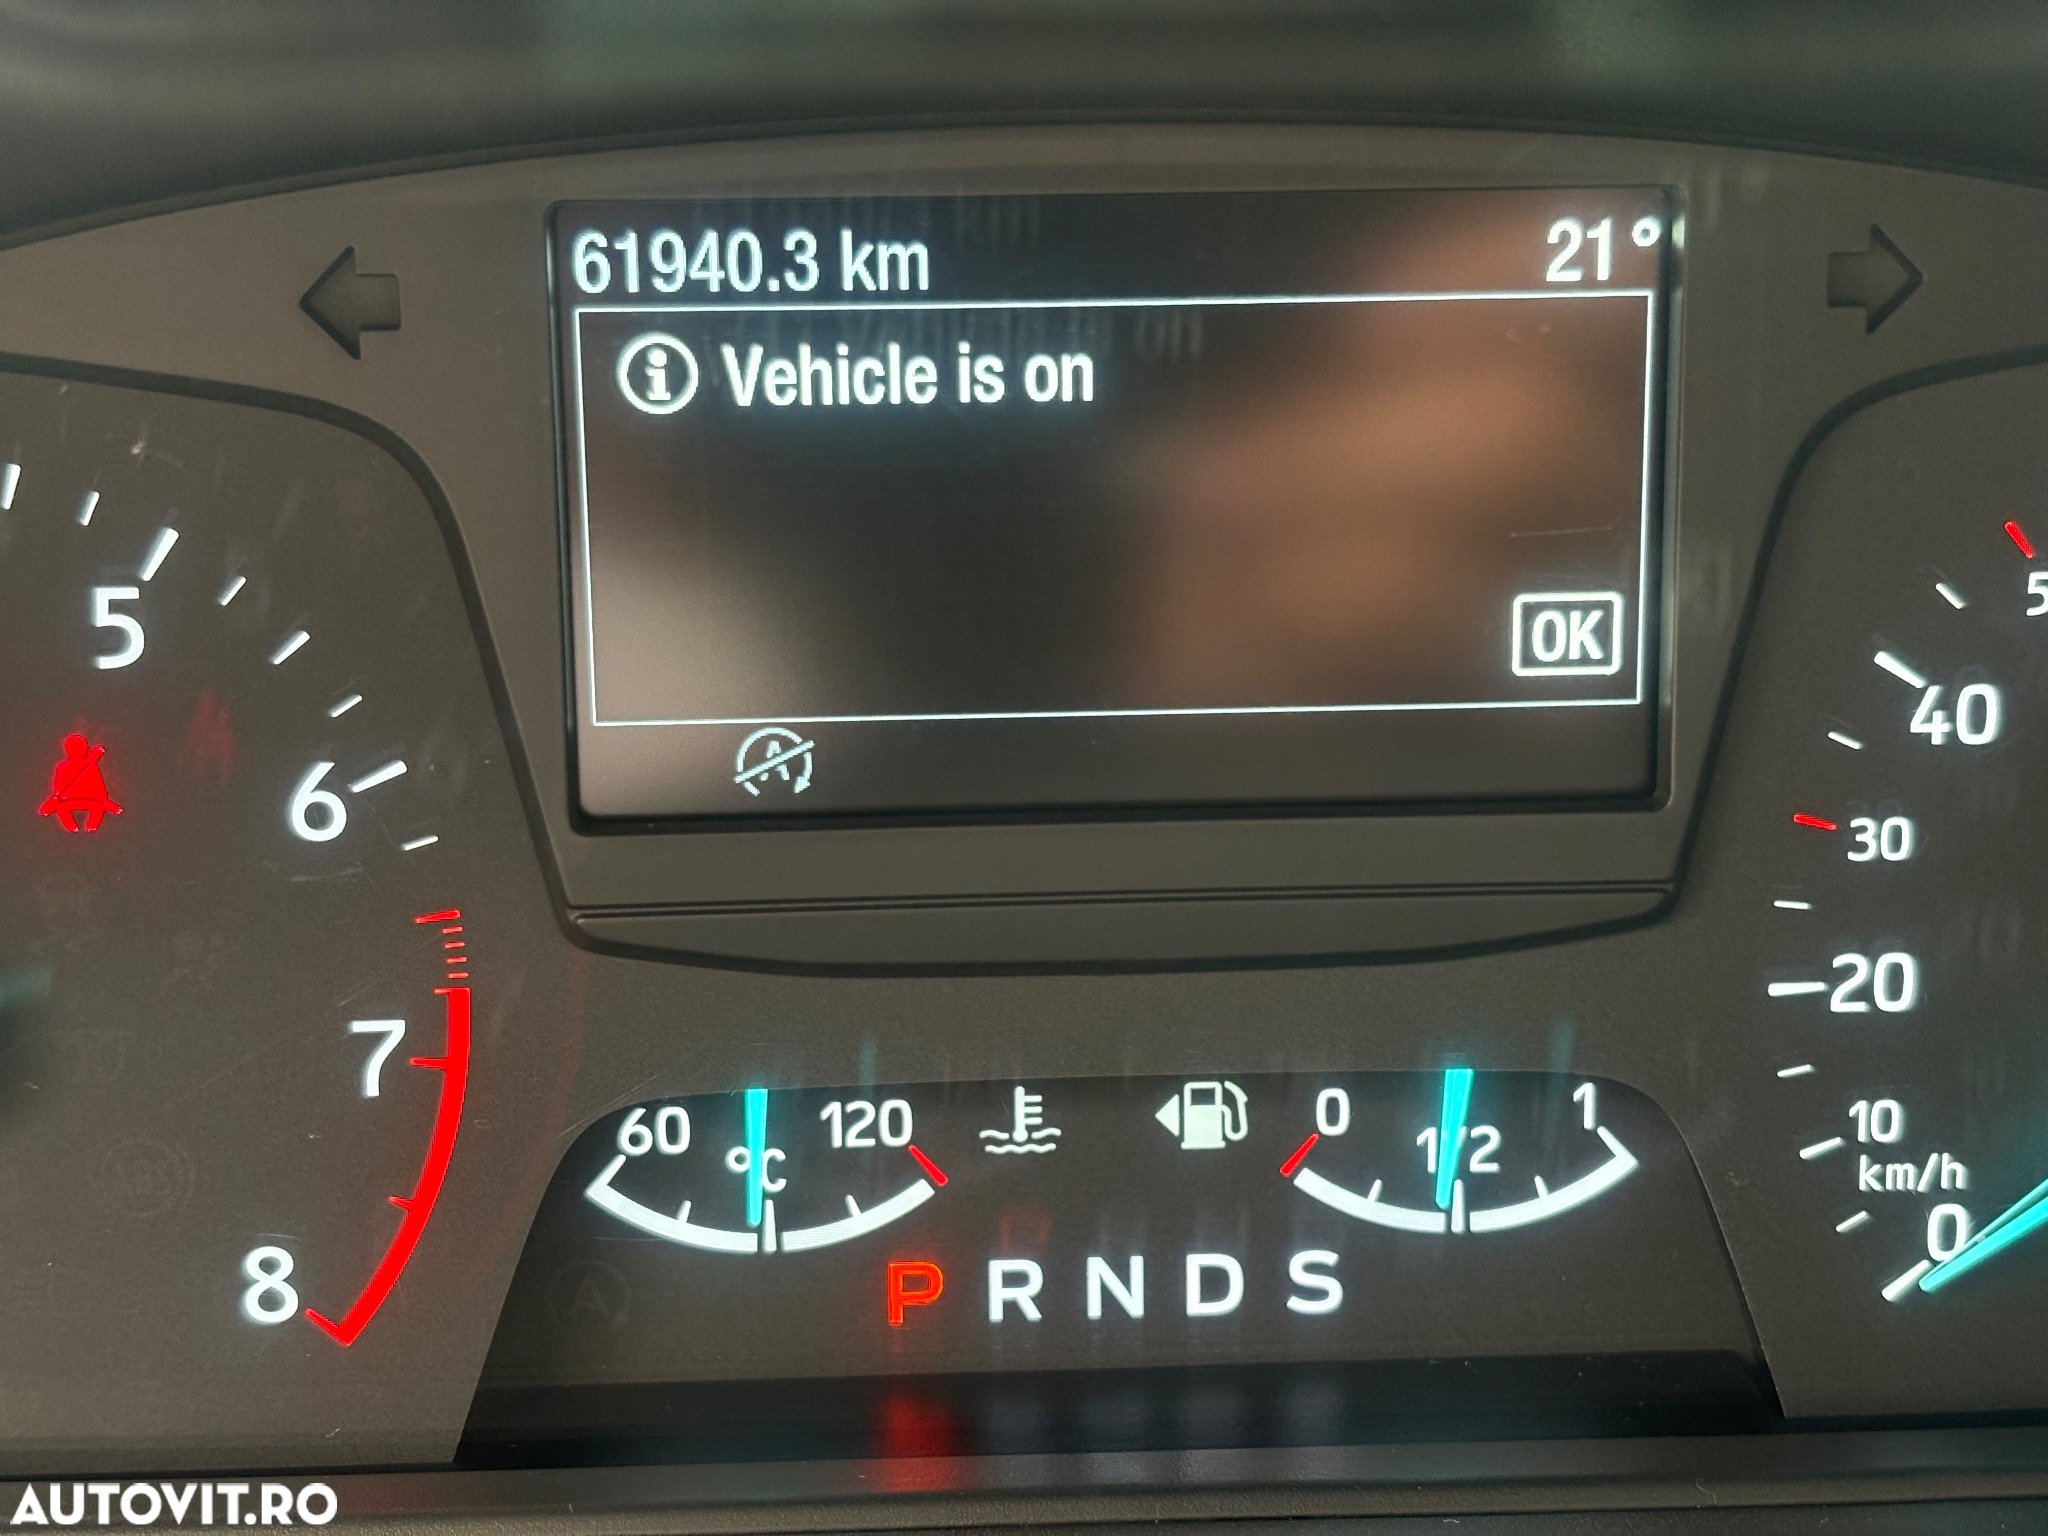 61940.3 km 21°
i Vehicle is on
OK
5
6
7
8
40
30
20
10
km/h
0
60 °C 120
0 1/2 1
P R N D S
AUTOVIT.RO